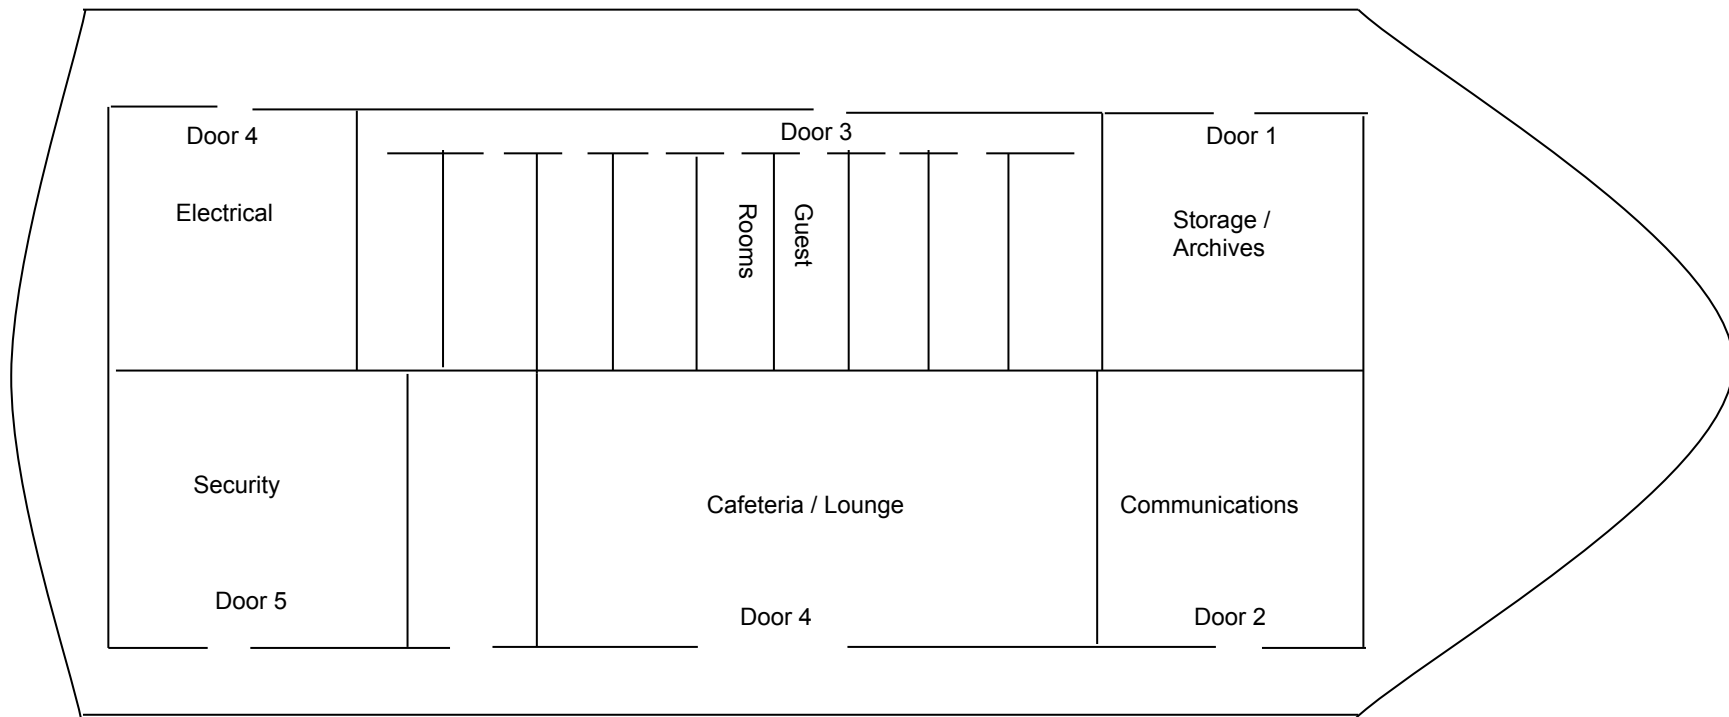 Door 4
Door 3
Door 1
Electrical
Rooms
Guest
Storage /
Archives
Security
Cafeteria / Lounge
Communications
Door 5
Door 4
Door 2